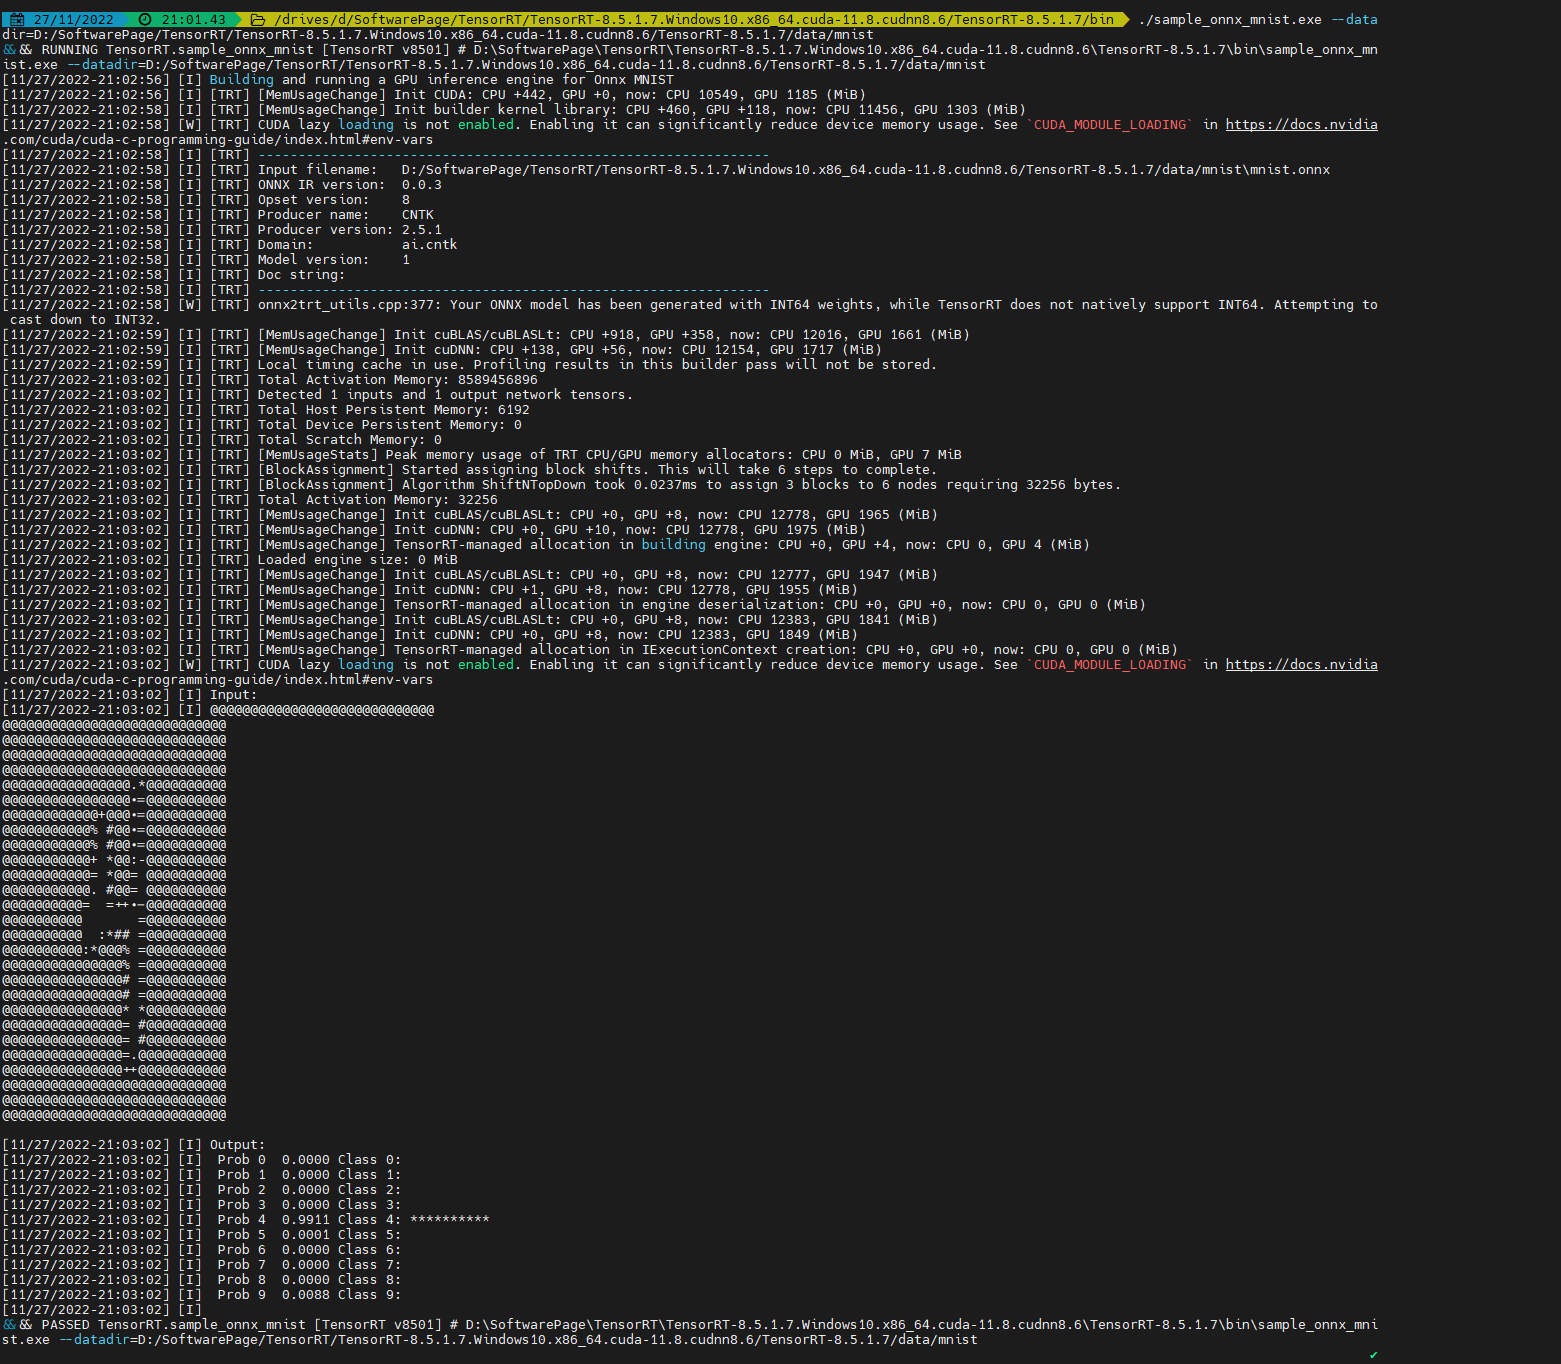 27/11/2022 21:01.43 /drives/d/SoftwarePage/TensorRT/TensorRT-8.5.1.7.Windows10.x86_64.cuda-11.8.cudnn8.6/TensorRT-8.5.1.7/bin ./sample_onnx_mnist.exe --data
dir=D:/SoftwarePage/TensorRT/TensorRT-8.5.1.7.Windows10.x86_64.cuda-11.8.cudnn8.6/TensorRT-8.5.1.7/data/mnist
&&&& RUNNING TensorRT.sample_onnx_mnist [TensorRT v8501] # D:\SoftwarePage\TensorRT\TensorRT-8.5.1.7.Windows10.x86_64.cuda-11.8.cudnn8.6\TensorRT-8.5.1.7\bin\sample_onnx_mn
ist.exe --datadir=D:/SoftwarePage/TensorRT/TensorRT-8.5.1.7.Windows10.x86_64.cuda-11.8.cudnn8.6/TensorRT-8.5.1.7/data/mnist
[11/27/2022-21:02:56] [I] Building and running a GPU inference engine for Onnx MNIST
[11/27/2022-21:02:56] [I] [TRT] [MemUsageChange] Init CUDA: CPU +442, GPU +0, now: CPU 10549, GPU 1185 (MiB)
[11/27/2022-21:02:58] [I] [TRT] [MemUsageChange] Init builder kernel library: CPU +460, GPU +118, now: CPU 11456, GPU 1303 (MiB)
[11/27/2022-21:02:58] [W] [TRT] CUDA lazy loading is not enabled. Enabling it can significantly reduce device memory usage. See `CUDA_MODULE_LOADING` in https://docs.nvidia
.com/cuda/cuda-c-programming-guide/index.html#env-vars
[11/27/2022-21:02:58] [I] [TRT] ----------------------------------------------------------------
[11/27/2022-21:02:58] [I] [TRT] Input filename:   D:/SoftwarePage/TensorRT/TensorRT-8.5.1.7.Windows10.x86_64.cuda-11.8.cudnn8.6/TensorRT-8.5.1.7/data/mnist\mnist.onnx
[11/27/2022-21:02:58] [I] [TRT] ONNX IR version:  0.0.3
[11/27/2022-21:02:58] [I] [TRT] Opset version:    8
[11/27/2022-21:02:58] [I] [TRT] Producer name:    CNTK
[11/27/2022-21:02:58] [I] [TRT] Producer version: 2.5.1
[11/27/2022-21:02:58] [I] [TRT] Domain:           ai.cntk
[11/27/2022-21:02:58] [I] [TRT] Model version:    1
[11/27/2022-21:02:58] [I] [TRT] Doc string:
[11/27/2022-21:02:58] [I] [TRT] ----------------------------------------------------------------
[11/27/2022-21:02:58] [W] [TRT] onnx2trt_utils.cpp:377: Your ONNX model has been generated with INT64 weights, while TensorRT does not natively support INT64. Attempting to
 cast down to INT32.
[11/27/2022-21:02:59] [I] [TRT] [MemUsageChange] Init cuBLAS/cuBLASLt: CPU +918, GPU +358, now: CPU 12016, GPU 1661 (MiB)
[11/27/2022-21:02:59] [I] [TRT] [MemUsageChange] Init cuDNN: CPU +138, GPU +56, now: CPU 12154, GPU 1717 (MiB)
[11/27/2022-21:02:59] [I] [TRT] Local timing cache in use. Profiling results in this builder pass will not be stored.
[11/27/2022-21:03:02] [I] [TRT] Total Activation Memory: 8589456896
[11/27/2022-21:03:02] [I] [TRT] Detected 1 inputs and 1 output network tensors.
[11/27/2022-21:03:02] [I] [TRT] Total Host Persistent Memory: 6192
[11/27/2022-21:03:02] [I] [TRT] Total Device Persistent Memory: 0
[11/27/2022-21:03:02] [I] [TRT] Total Scratch Memory: 0
[11/27/2022-21:03:02] [I] [TRT] [MemUsageStats] Peak memory usage of TRT CPU/GPU memory allocators: CPU 0 MiB, GPU 7 MiB
[11/27/2022-21:03:02] [I] [TRT] [BlockAssignment] Started assigning block shifts. This will take 6 steps to complete.
[11/27/2022-21:03:02] [I] [TRT] [BlockAssignment] Algorithm ShiftNTopDown took 0.0237ms to assign 3 blocks to 6 nodes requiring 32256 bytes.
[11/27/2022-21:03:02] [I] [TRT] Total Activation Memory: 32256
[11/27/2022-21:03:02] [I] [TRT] [MemUsageChange] Init cuBLAS/cuBLASLt: CPU +0, GPU +8, now: CPU 12778, GPU 1965 (MiB)
[11/27/2022-21:03:02] [I] [TRT] [MemUsageChange] Init cuDNN: CPU +0, GPU +10, now: CPU 12778, GPU 1975 (MiB)
[11/27/2022-21:03:02] [I] [TRT] [MemUsageChange] TensorRT-managed allocation in building engine: CPU +0, GPU +4, now: CPU 0, GPU 4 (MiB)
[11/27/2022-21:03:02] [I] [TRT] Loaded engine size: 0 MiB
[11/27/2022-21:03:02] [I] [TRT] [MemUsageChange] Init cuBLAS/cuBLASLt: CPU +0, GPU +8, now: CPU 12777, GPU 1947 (MiB)
[11/27/2022-21:03:02] [I] [TRT] [MemUsageChange] Init cuDNN: CPU +1, GPU +8, now: CPU 12778, GPU 1955 (MiB)
[11/27/2022-21:03:02] [I] [TRT] [MemUsageChange] TensorRT-managed allocation in engine deserialization: CPU +0, GPU +0, now: CPU 0, GPU 0 (MiB)
[11/27/2022-21:03:02] [I] [TRT] [MemUsageChange] Init cuBLAS/cuBLASLt: CPU +0, GPU +8, now: CPU 12383, GPU 1841 (MiB)
[11/27/2022-21:03:02] [I] [TRT] [MemUsageChange] Init cuDNN: CPU +0, GPU +8, now: CPU 12383, GPU 1849 (MiB)
[11/27/2022-21:03:02] [I] [TRT] [MemUsageChange] TensorRT-managed allocation in IExecutionContext creation: CPU +0, GPU +0, now: CPU 0, GPU 0 (MiB)
[11/27/2022-21:03:02] [W] [TRT] CUDA lazy loading is not enabled. Enabling it can significantly reduce device memory usage. See `CUDA_MODULE_LOADING` in https://docs.nvidia
.com/cuda/cuda-c-programming-guide/index.html#env-vars
[11/27/2022-21:03:02] [I] Input:
[11/27/2022-21:03:02] [I] @@@@@@@@@@@@@@@@@@@@@@@@@@@@
@@@@@@@@@@@@@@@@@@@@@@@@@@@@
@@@@@@@@@@@@@@@@@@@@@@@@@@@@
@@@@@@@@@@@@@@@@@@@@@@@@@@@@
@@@@@@@@@@@@@@@@@@@@@@@@@@@@
@@@@@@@@@@@@@@@@.*@@@@@@@@@@
@@@@@@@@@@@@@@@@.=@@@@@@@@@@
@@@@@@@@@@@@+@@@.=@@@@@@@@@@
@@@@@@@@@@@% #@@.=@@@@@@@@@@
@@@@@@@@@@@% #@@.=@@@@@@@@@@
@@@@@@@@@@@+ *@@:-@@@@@@@@@@
@@@@@@@@@@@= *@@= @@@@@@@@@@
@@@@@@@@@@@. #@@= @@@@@@@@@@
@@@@@@@@@@=  =++.-@@@@@@@@@@
@@@@@@@@@@       =@@@@@@@@@@
@@@@@@@@@@  :*## =@@@@@@@@@@
@@@@@@@@@@:*@@@% =@@@@@@@@@@
@@@@@@@@@@@@@@@% =@@@@@@@@@@
@@@@@@@@@@@@@@@# =@@@@@@@@@@
@@@@@@@@@@@@@@@# =@@@@@@@@@@
@@@@@@@@@@@@@@@* *@@@@@@@@@@
@@@@@@@@@@@@@@@= #@@@@@@@@@@
@@@@@@@@@@@@@@@= #@@@@@@@@@@
@@@@@@@@@@@@@@@=.@@@@@@@@@@@
@@@@@@@@@@@@@@@++@@@@@@@@@@@
@@@@@@@@@@@@@@@@@@@@@@@@@@@@
@@@@@@@@@@@@@@@@@@@@@@@@@@@@
@@@@@@@@@@@@@@@@@@@@@@@@@@@@
[11/27/2022-21:03:02] [I] Output:
[11/27/2022-21:03:02] [I]  Prob 0  0.0000 Class 0:
[11/27/2022-21:03:02] [I]  Prob 1  0.0000 Class 1:
[11/27/2022-21:03:02] [I]  Prob 2  0.0000 Class 2:
[11/27/2022-21:03:02] [I]  Prob 3  0.0000 Class 3:
[11/27/2022-21:03:02] [I]  Prob 4  0.9911 Class 4: **********
[11/27/2022-21:03:02] [I]  Prob 5  0.0001 Class 5:
[11/27/2022-21:03:02] [I]  Prob 6  0.0000 Class 6:
[11/27/2022-21:03:02] [I]  Prob 7  0.0000 Class 7:
[11/27/2022-21:03:02] [I]  Prob 8  0.0000 Class 8:
[11/27/2022-21:03:02] [I]  Prob 9  0.0088 Class 9:
[11/27/2022-21:03:02] [I]
&&&& PASSED TensorRT.sample_onnx_mnist [TensorRT v8501] # D:\SoftwarePage\TensorRT\TensorRT-8.5.1.7.Windows10.x86_64.cuda-11.8.cudnn8.6\TensorRT-8.5.1.7\bin\sample_onnx_mni
st.exe --datadir=D:/SoftwarePage/TensorRT/TensorRT-8.5.1.7.Windows10.x86_64.cuda-11.8.cudnn8.6/TensorRT-8.5.1.7/data/mnist
✔